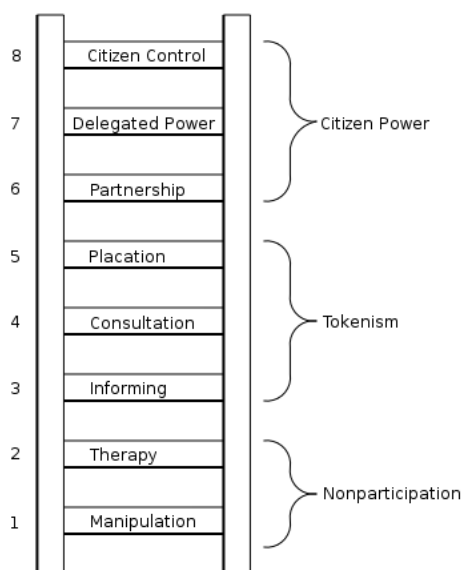 8 Citizen Control
7 Delegated Power
Citizen Power
6 Partnership
5 Placation
4 Consultation
Tokenism
3 Informing
2 Therapy
Nonparticipation
1 Manipulation